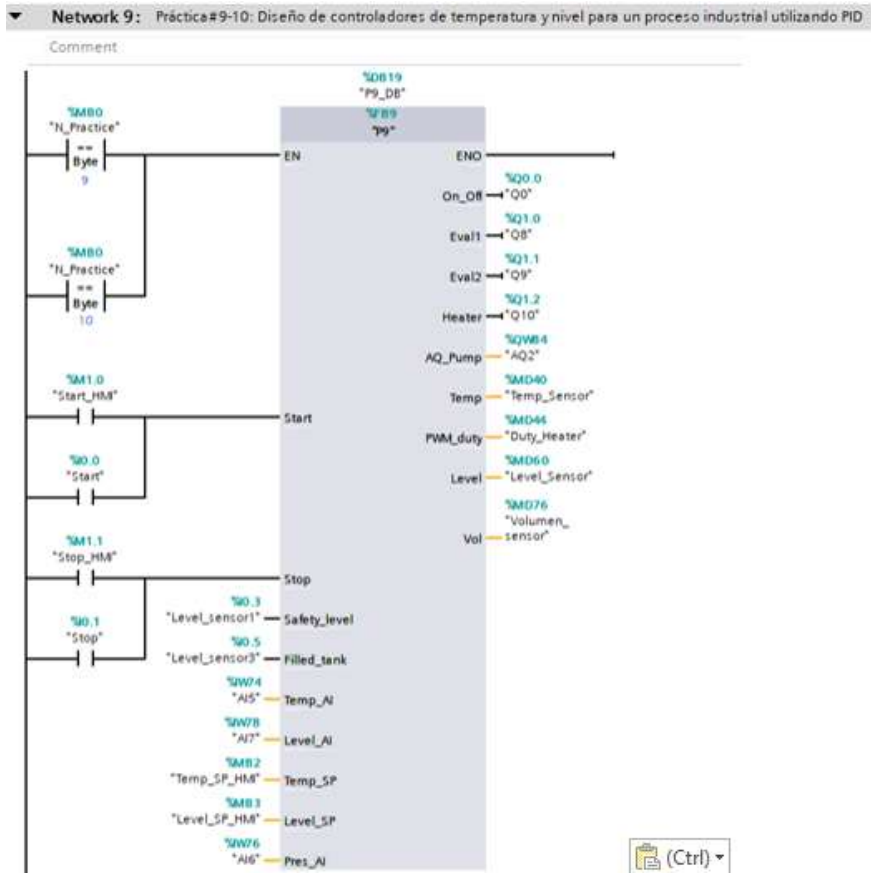 Network 9: Práctica#9-10: Diseño de controladores de temperatura y nivel para un proceso industrial utilizando PID
Comment
%DB19
"P9_DB"
%MB0
"N_Practice"
==
Byte
9
%FB9
"P9"
EN
ENO
On_Off
%Q0.0
"Q0"
Eval1
%Q1.0
"Q8"
%MB0
"N_Practice"
==
Byte
10
Eval2
%Q1.1
"Q9"
Heater
%Q1.2
"Q10"
AQ_Pump
%QW84
"AQ2"
%M1.0
"Start_HMI"
Start
Temp
%MD40
"Temp_Sensor"
PWM_duty
%MD44
"Duty_Heater"
%I0.0
"Start"
Level
%MD60
"Level_Sensor"
Vol
%MD76
"Volumen_
sensor"
%M1.1
"Stop_HMI"
Stop
%I0.1
"Stop"
%I0.3
"Level_sensor1"
Safety_level
%I0.5
"Level_sensor3"
Filled_tank
%IW74
"AI5"
Temp_AI
%IW78
"AI7"
Level_AI
%MB2
"Temp_SP_HMI"
Temp_SP
%MB3
"Level_SP_HMI"
Level_SP
%IW76
"AI6"
Pres_AI
(Ctrl)